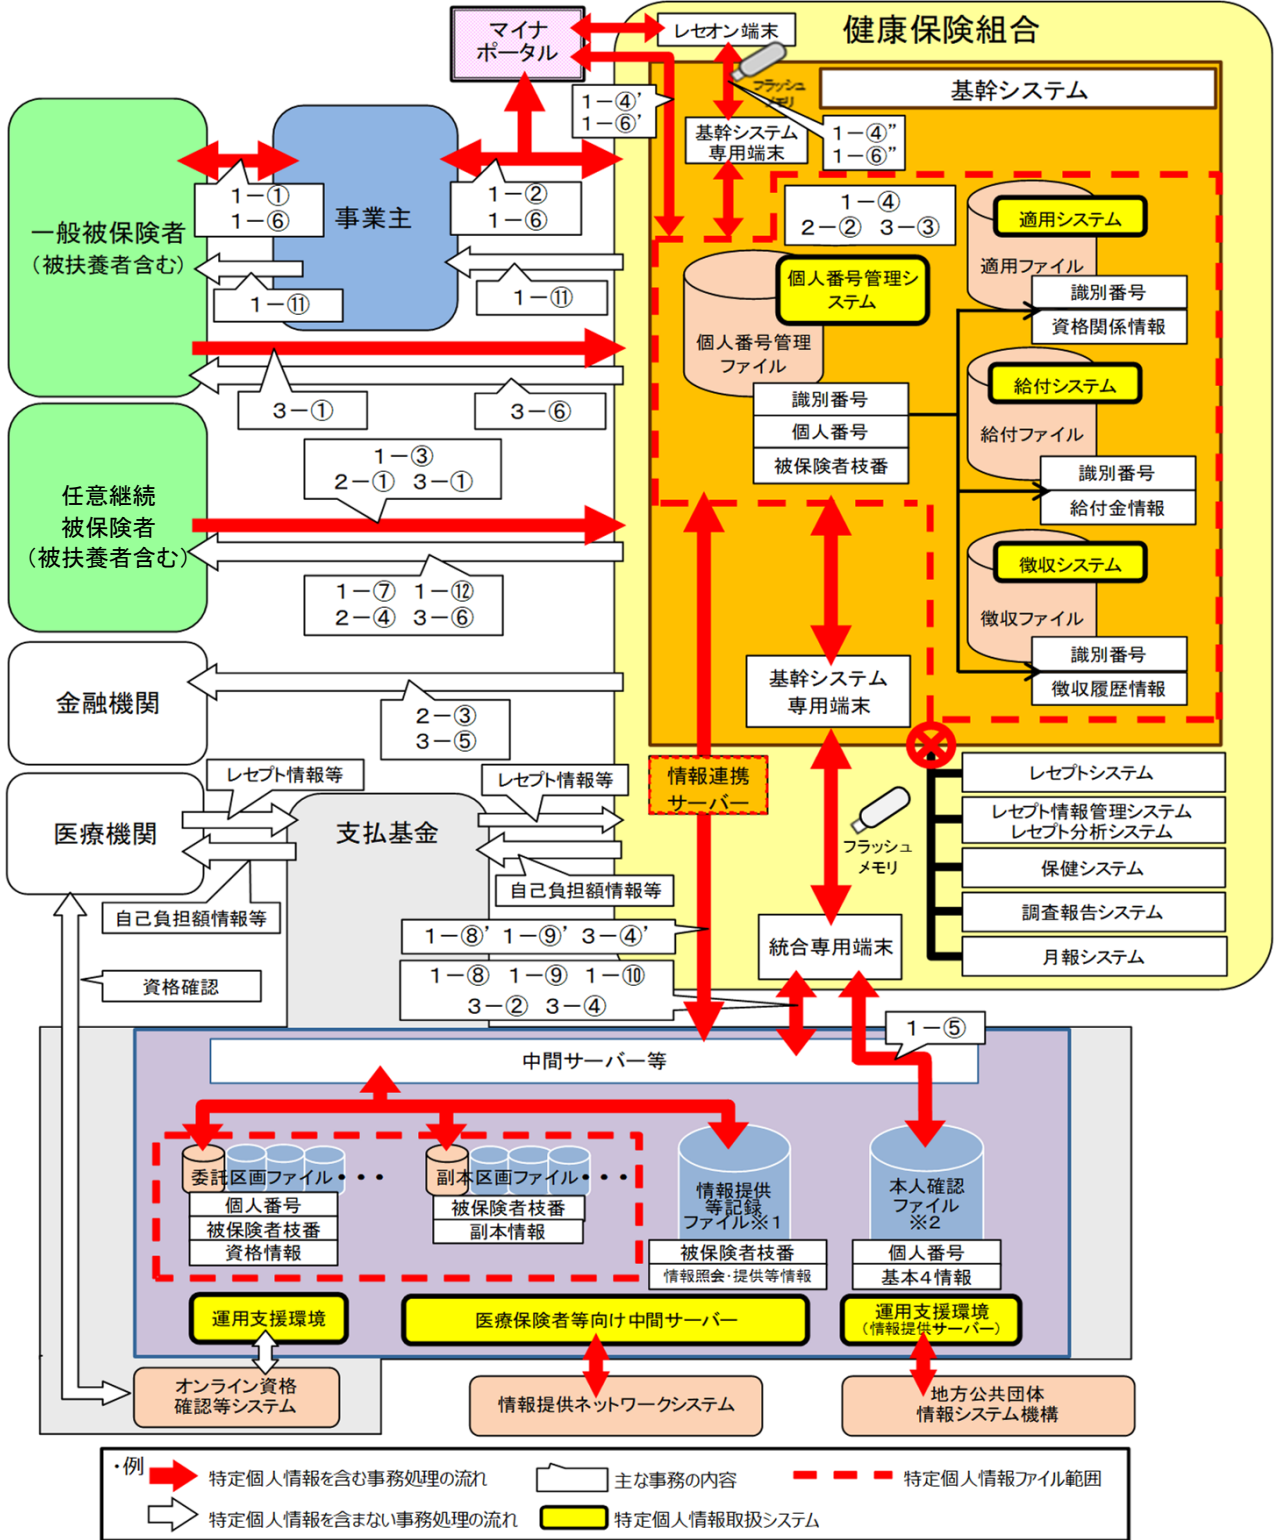 マイナ
ポータル
レセオン端末
健康保険組合
フラッシュ
メモリ
基幹システム
1－④’
1－⑥’
基幹システム
専用端末
1－④”
1－⑥”
一般被保険者
（被扶養者含む）
1－①
1－⑥
事業主
1－②
1－⑥
1－⑪
1－⑪
1－④
2－② 3－③
適用システム
適用ファイル
識別番号
資格関係情報
個人番号管理シ
ステム
個人番号管理
ファイル
識別番号
個人番号
被保険者枝番
給付システム
給付ファイル
識別番号
給付金情報
徴収システム
徴収ファイル
識別番号
徴収履歴情報
3－①
3－⑥
任意継続
被保険者
（被扶養者含む）
1－③
2－① 3－①
1－⑦ 1－⑫
2－④ 3－⑥
金融機関
2－③
3－⑤
基幹システム
専用端末
情報連携
サーバー
フラッシュ
メモリ
レセプトシステム
レセプト情報管理システム
レセプト分析システム
保健システム
調査報告システム
月報システム
医療機関
レセプト情報等
支払基金
レセプト情報等
自己負担額情報等
自己負担額情報等
資格確認
1－⑧’ 1－⑨’ 3－④’
1－⑧ 1－⑨ 1－⑩
3－② 3－④
統合専用端末
1－⑤
中間サーバー等
委託区画ファイル・・・
個人番号
被保険者枝番
資格情報
副本区画ファイル・・・
被保険者枝番
副本情報
情報提供
等記録
ファイル※1
被保険者枝番
情報照会・提供等情報
本人確認
ファイル
※2
個人番号
基本4情報
運用支援環境
医療保険者等向け中間サーバー
運用支援環境
（情報提供サーバー）
オンライン資格
確認等システム
情報提供ネットワークシステム
地方公共団体
情報システム機構
・例
特定個人情報を含む事務処理の流れ
主な事務の内容
特定個人情報ファイル範囲
特定個人情報を含まない事務処理の流れ
特定個人情報取扱システム